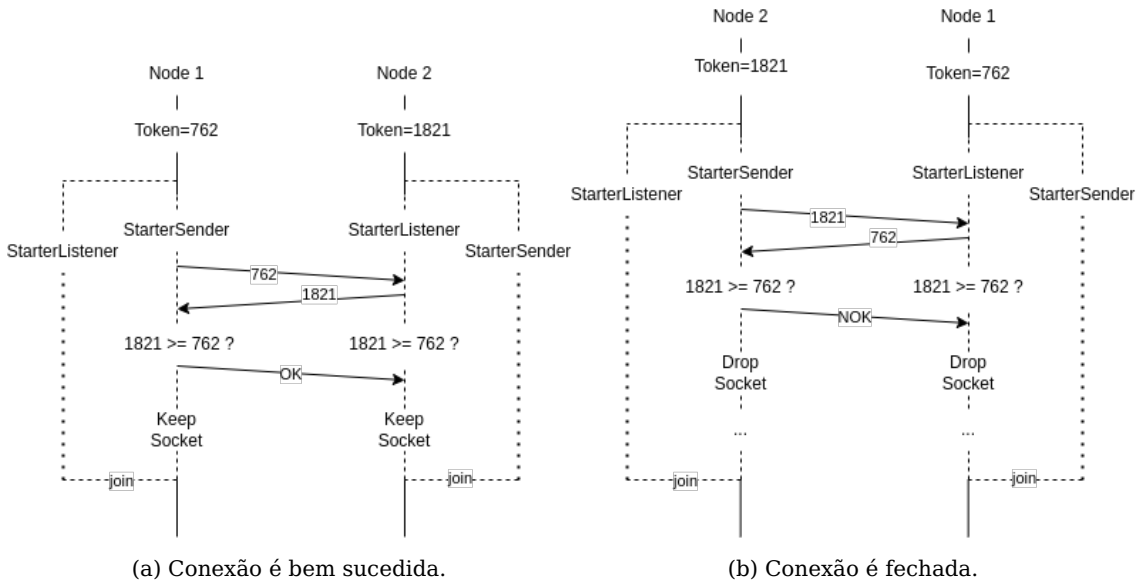 Node 1
Node 2
Token=762
Token=1821
StarterSender
StarterListener
StarterListener
StarterSender
762
1821
1821 >= 762 ?
1821 >= 762 ?
OK
Keep
Socket
Keep
Socket
join
join
(a) Conexão é bem sucedida.
Node 2
Node 1
Token=1821
Token=762
StarterSender
StarterListener
StarterListener
StarterSender
1821
762
1821 >= 762 ?
1821 >= 762 ?
NOK
Drop
Socket
Drop
Socket
...
...
join
join
(b) Conexão é fechada.